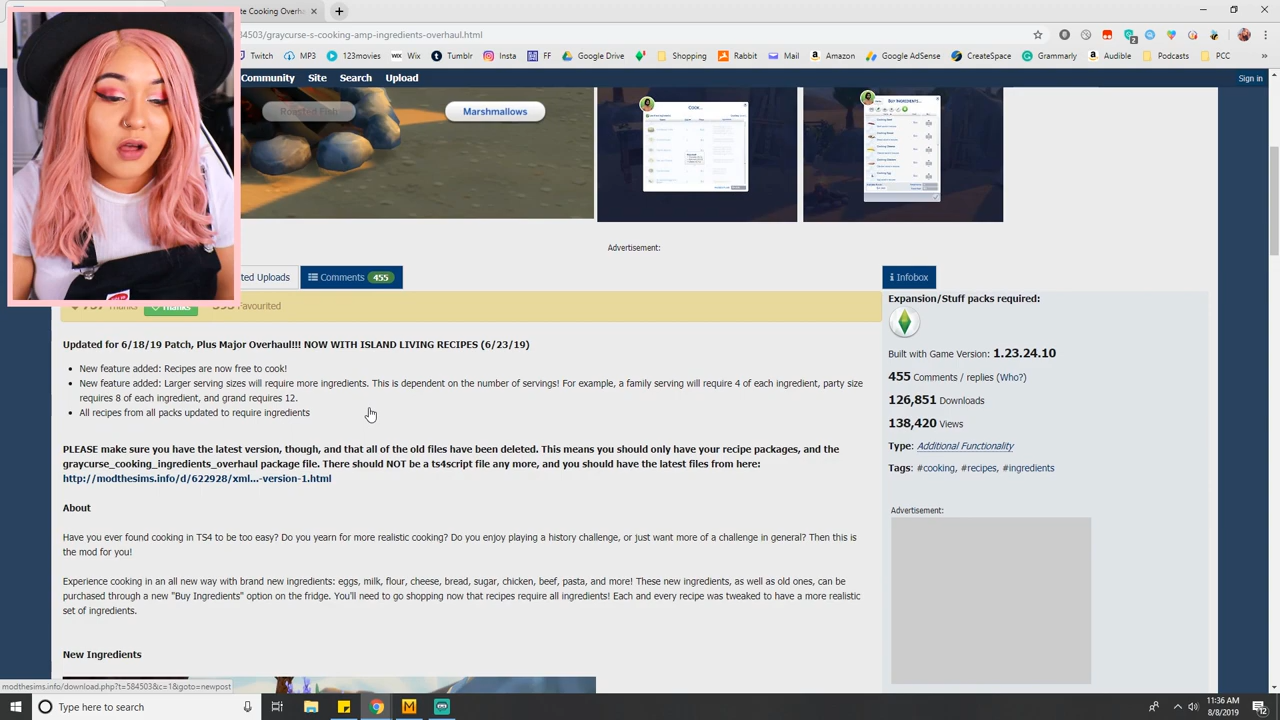 te Cooking Overha
84503/graycurse-s-cooking-amp-ingredients-overhaul.html
Twitch MP3 123movies Wix Twitter Insta FF Google Drive Shopping Rabbit Mail Amazon Google AdSense CreateSpace Grammarly Audible Podcasts PCC
Community Site Search Upload Sign in
Marshmallows
COOK...
BUY INGREDIENTS...
Advertisement:
ted Uploads Comments 455 Infobox
Thanks Thanks Favourited
Expansion/Stuff packs required:
Updated for 6/18/19 Patch, Plus Major Overhaul!!! NOW WITH ISLAND LIVING RECIPES (6/23/19)
New feature added: Recipes are now free to cook!
New feature added: Larger serving sizes will require more ingredients. This is dependent on the number of servings! For example, a family serving will require 4 of each ingredient, party size
requires 8 of each ingredient, and grand requires 12.
All recipes from all packs updated to require ingredients
PLEASE make sure you have the latest version, though, and that all of the old files have been deleted. This means you should only have your recipe packages, and the
graycurse_cooking_ingredients_overhaul package file. There should NOT be a ts4script file any more, and you should have the latest files from here:
http://modthesims.info/d/622928/xml...-version-1.html
About
Have you ever found cooking in TS4 to be too easy? Do you yearn for more realistic cooking? Do you enjoy playing a history challenge, or just want more of a challenge in general? Then this is
the mod for you!
Experience cooking in an all new way with brand new ingredients: eggs, milk, flour, cheese, bread, sugar, chicken, beef, pasta, and more! These new ingredients, as well as old ones, can be
purchased through a new "Buy Ingredients" option on the fridge. You'll need to go shopping now that recipes require all ingredients! Each and every recipe was tweaked to have a more realistic
set of ingredients.
New Ingredients
Built with Game Version: 1.23.24.10
455 Comments / replies (Who?)
126,851 Downloads
138,420 Views
Type: Additional Functionality
Tags: #cooking, #recipes, #ingredients
Advertisement:
modthesims.info/download.php?t=584503&c=1&goto=newpost
Type here to search
11:36 AM
8/8/2019
12